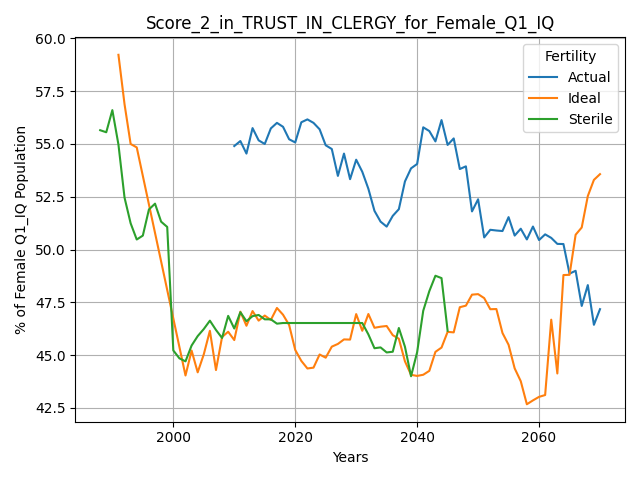 Score_2_in_TRUST_IN_CLERGY_for_Female_Q1_IQ
% of Female Q1_IQ Population
60.0
57.5
55.0
52.5
50.0
47.5
45.0
42.5
Fertility
Actual
Ideal
Sterile
2000 2020 2040 2060
Years